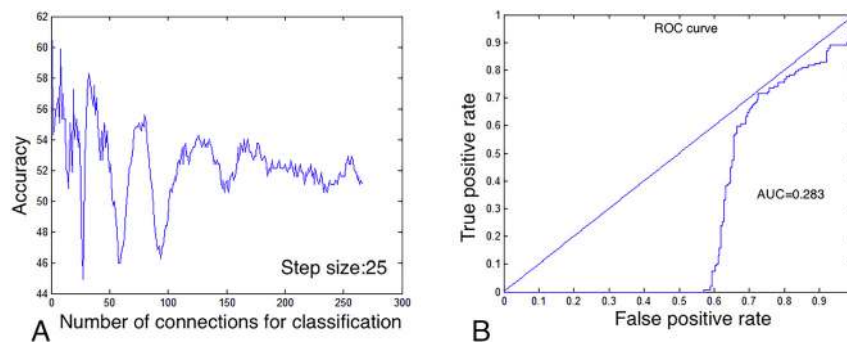 62
60
58
56
54
52
50
48
46
44
Accuracy
0 50 100 150 200 250 300
Step size:25
A Number of connections for classification
ROC curve
1
0.9
0.8
0.7
0.6
0.5
0.4
0.3
0.2
0.1
0
True positive rate
AUC=0.283
0 0.1 0.2 0.3 0.4 0.5 0.6 0.7 0.8 0.9
B False positive rate